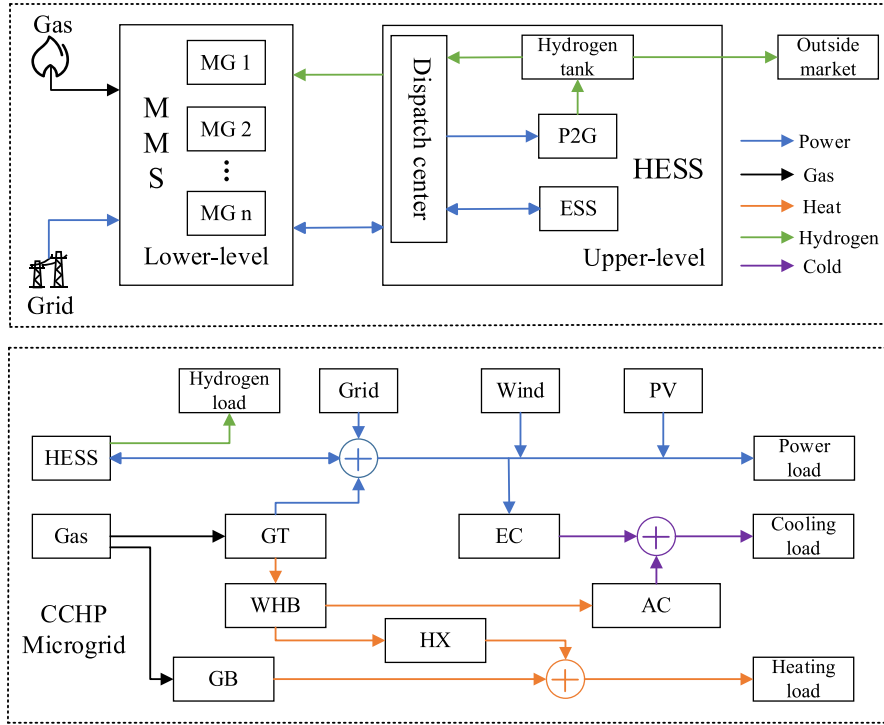 Gas
Grid
M
M
S
MG 1
MG 2
...
MG n
Lower-level
Dispatch center
Hydrogen
tank
P2G
ESS
HESS
Upper-level
Outside
market
Power
Gas
Heat
Hydrogen
Cold
Hydrogen
load
Grid
Wind
PV
HESS
Power
load
Gas
GT
EC
Cooling
load
WHB
AC
CCHP
Microgrid
HX
GB
Heating
load